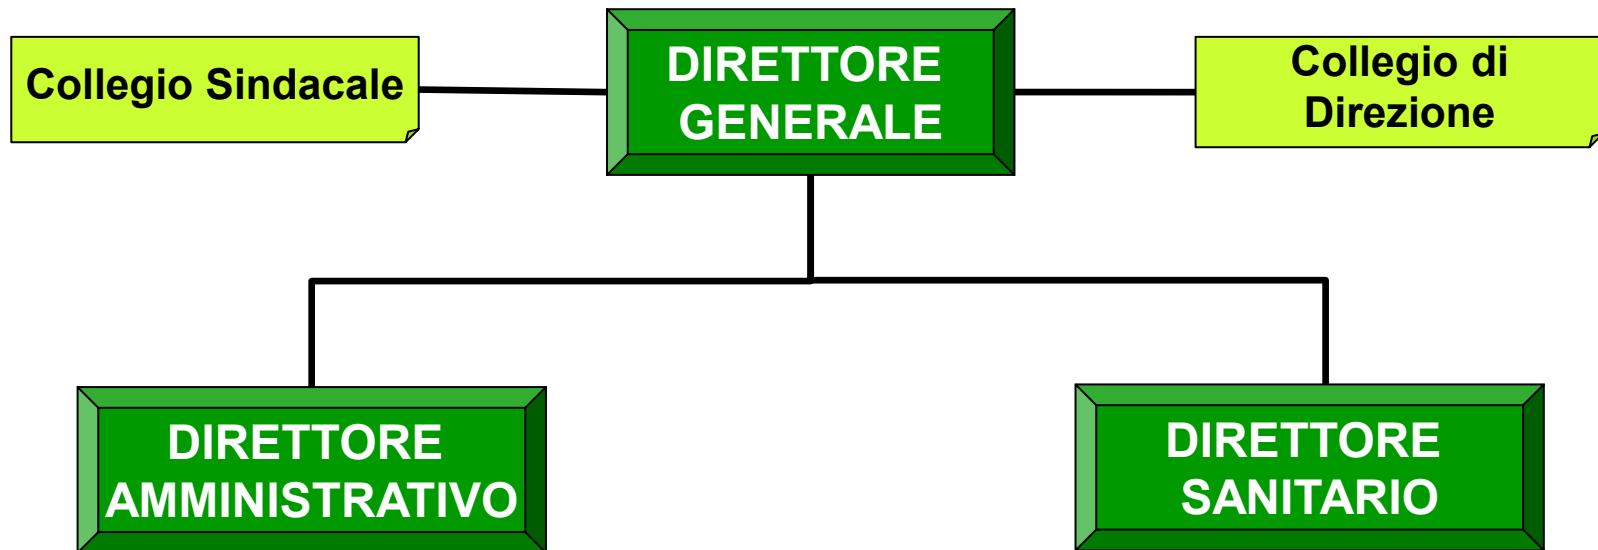 Collegio Sindacale
DIRETTORE
GENERALE
Collegio di
Direzione
DIRETTORE
AMMINISTRATIVO
DIRETTORE
SANITARIO